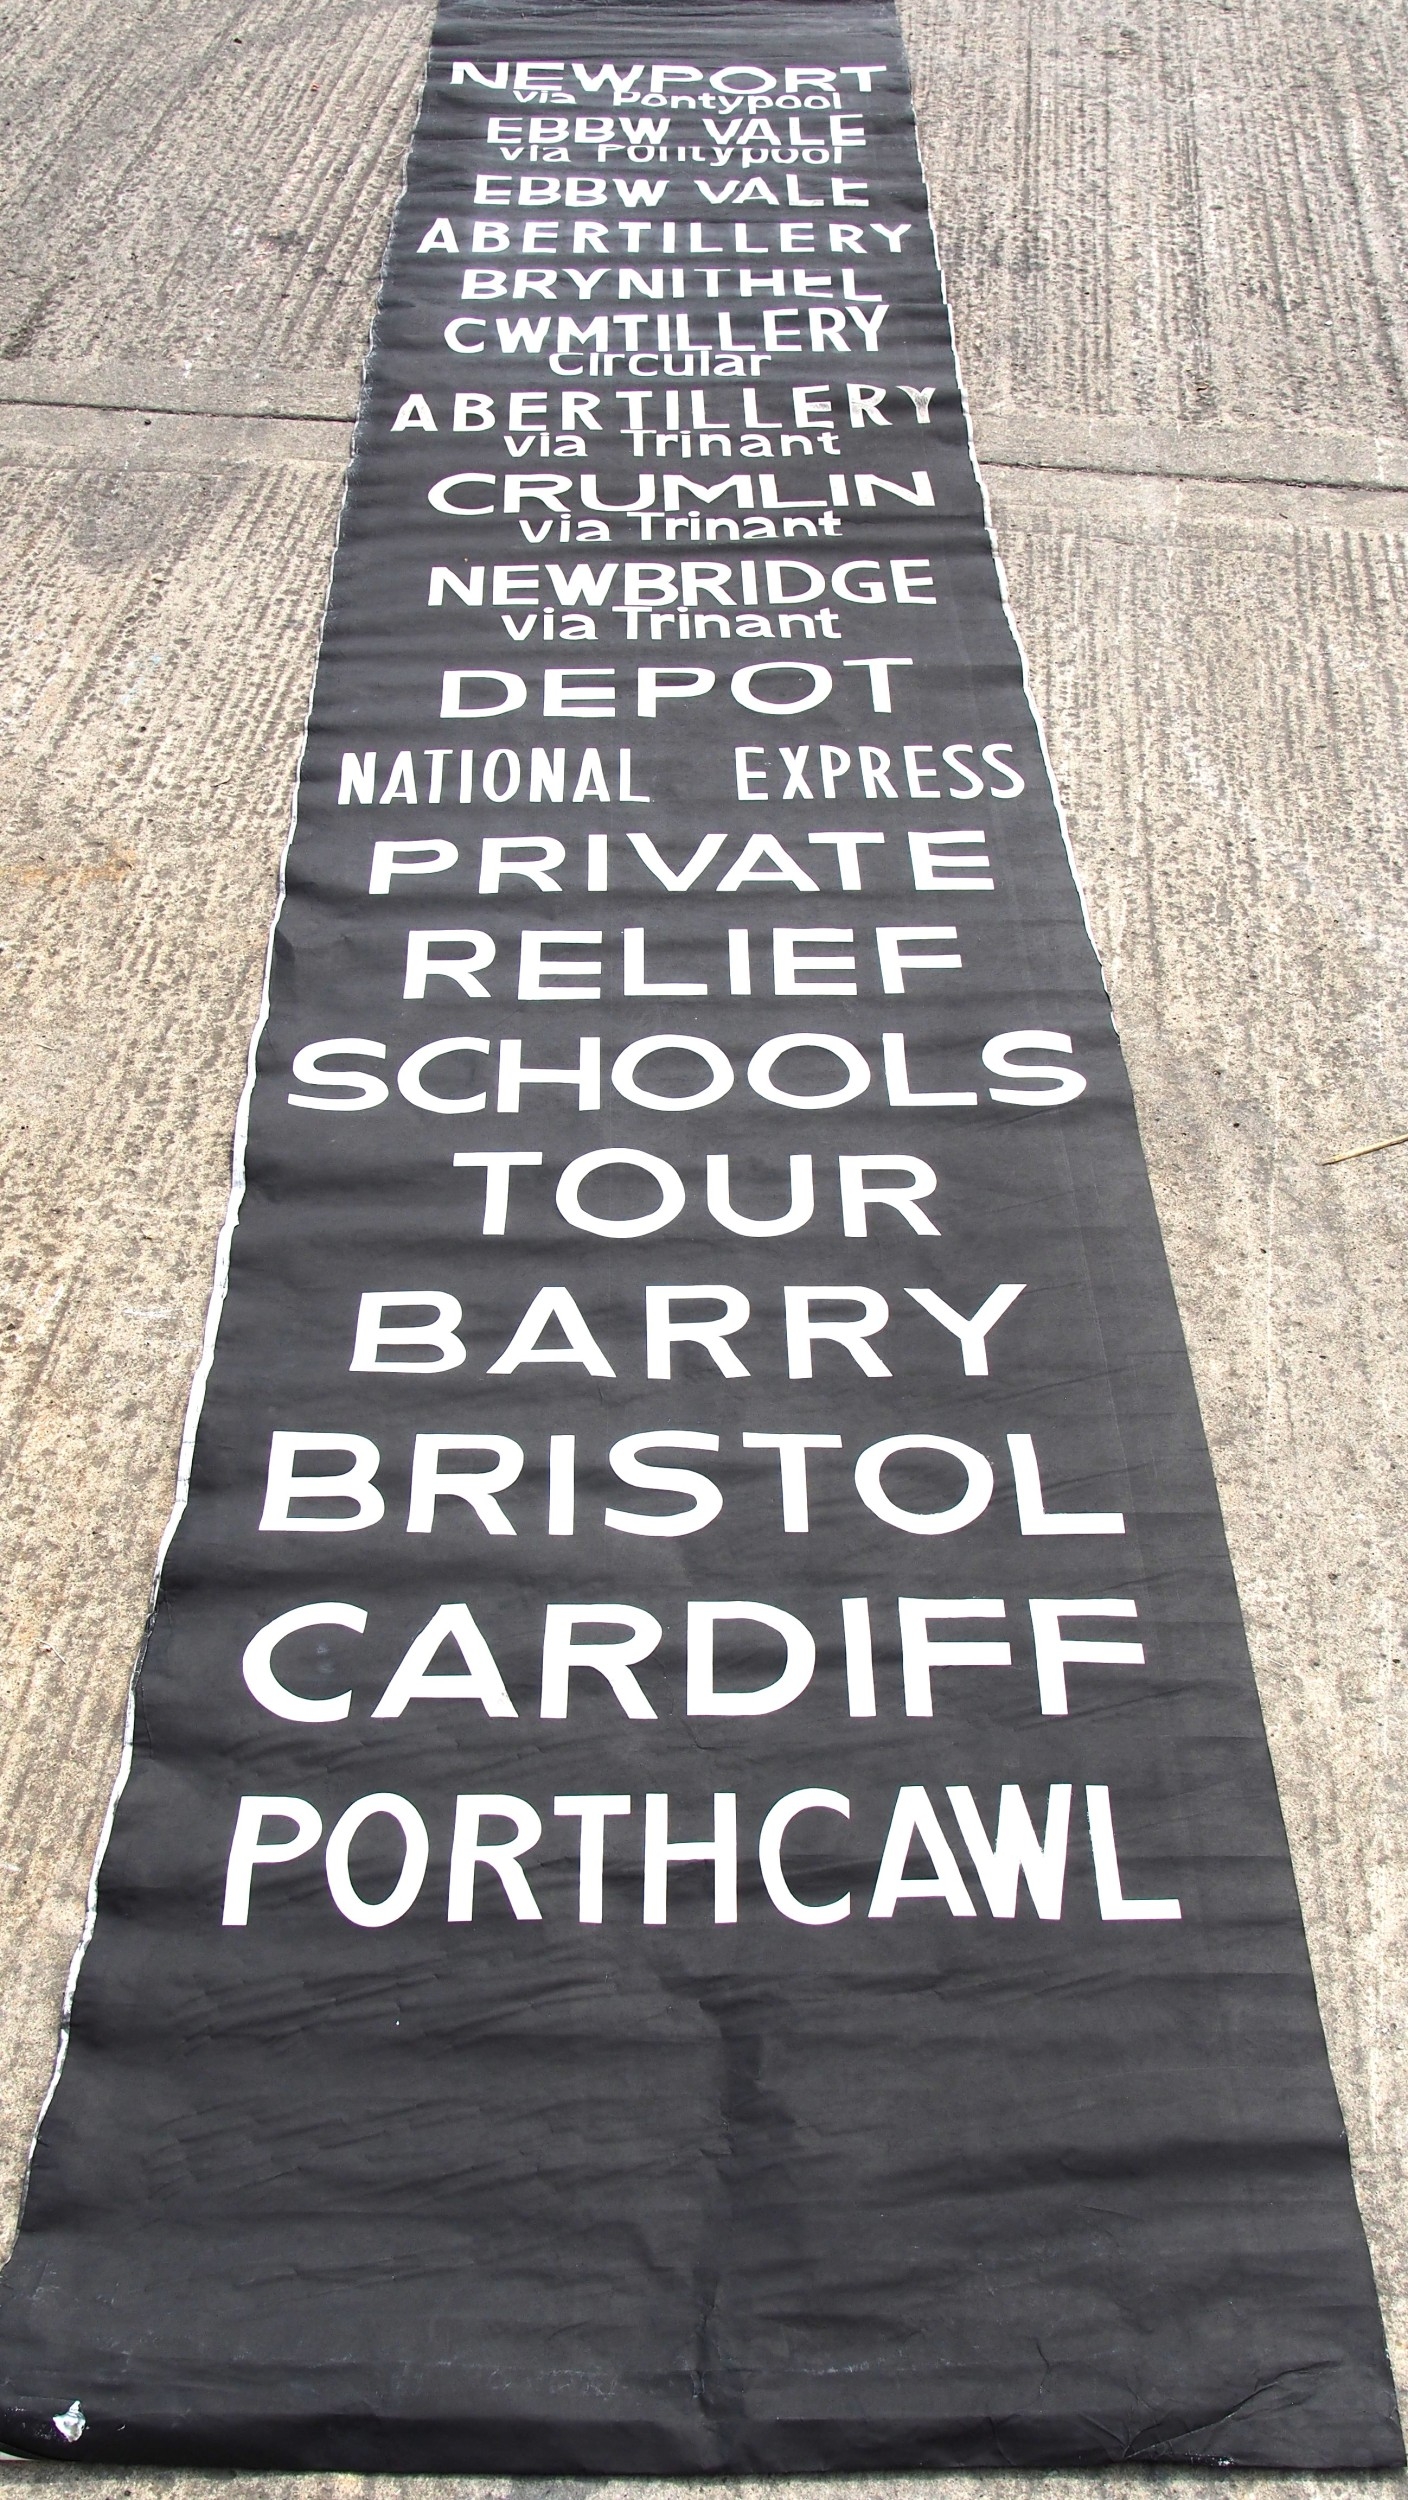 NEWPORT
via Pontypool
EBBW VALE
via Pontypool
EBBW VALE
ABERTILLERY
BRYNITHEL
CWMTILLERY
Circular
ABERTILLERY
via Trinant
CRUMLIN
via Trinant
NEWBRIDGE
via Trinant
DEPOT
NATIONAL EXPRESS
PRIVATE
RELIEF
SCHOOLS
TOUR
BARRY
BRISTOL
CARDIFF
PORTHCAWL